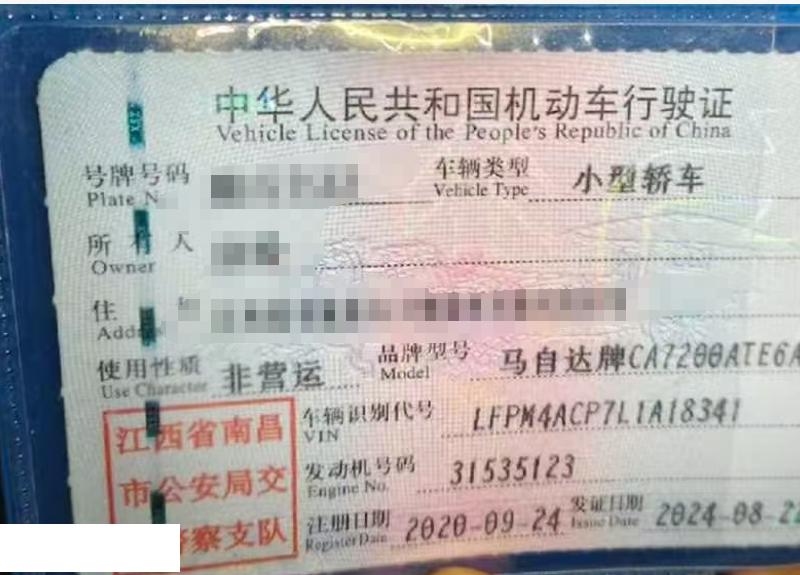 中华人民共和国机动车行驶证
Vehicle License of the People's Republic of China
号牌号码
Plate N
车辆类型 小型轿车
Vehicle Type
所有人
Owner
住
Add
使用性质 非营运
Use Character
品牌型号 马自达牌CA7200ATE6A
Model
车辆识别代号 LFPM4ACP7L1A18341
VIN
发动机号码 31535123
Engine No.
注册日期 2020-09-24
Register Date
发证日期 2024-08-2
Issue Date
江西省南昌
市公安局交
警察支队